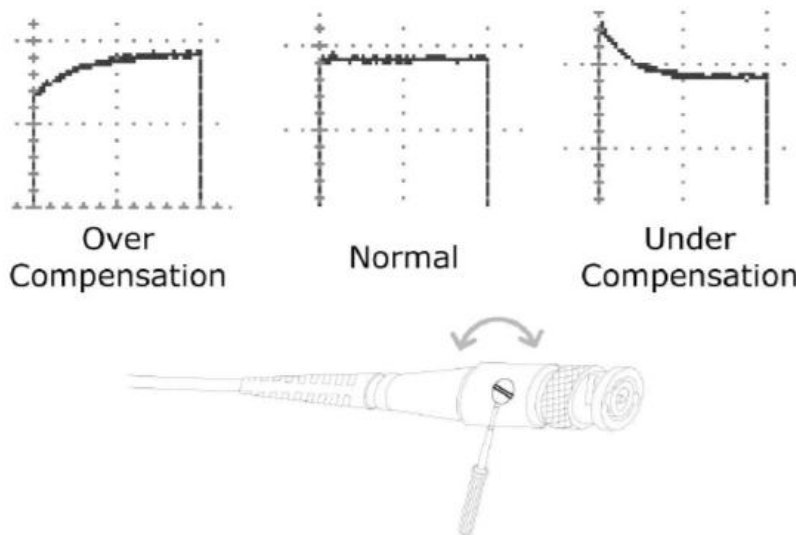 Over
Compensation
Normal
Under
Compensation